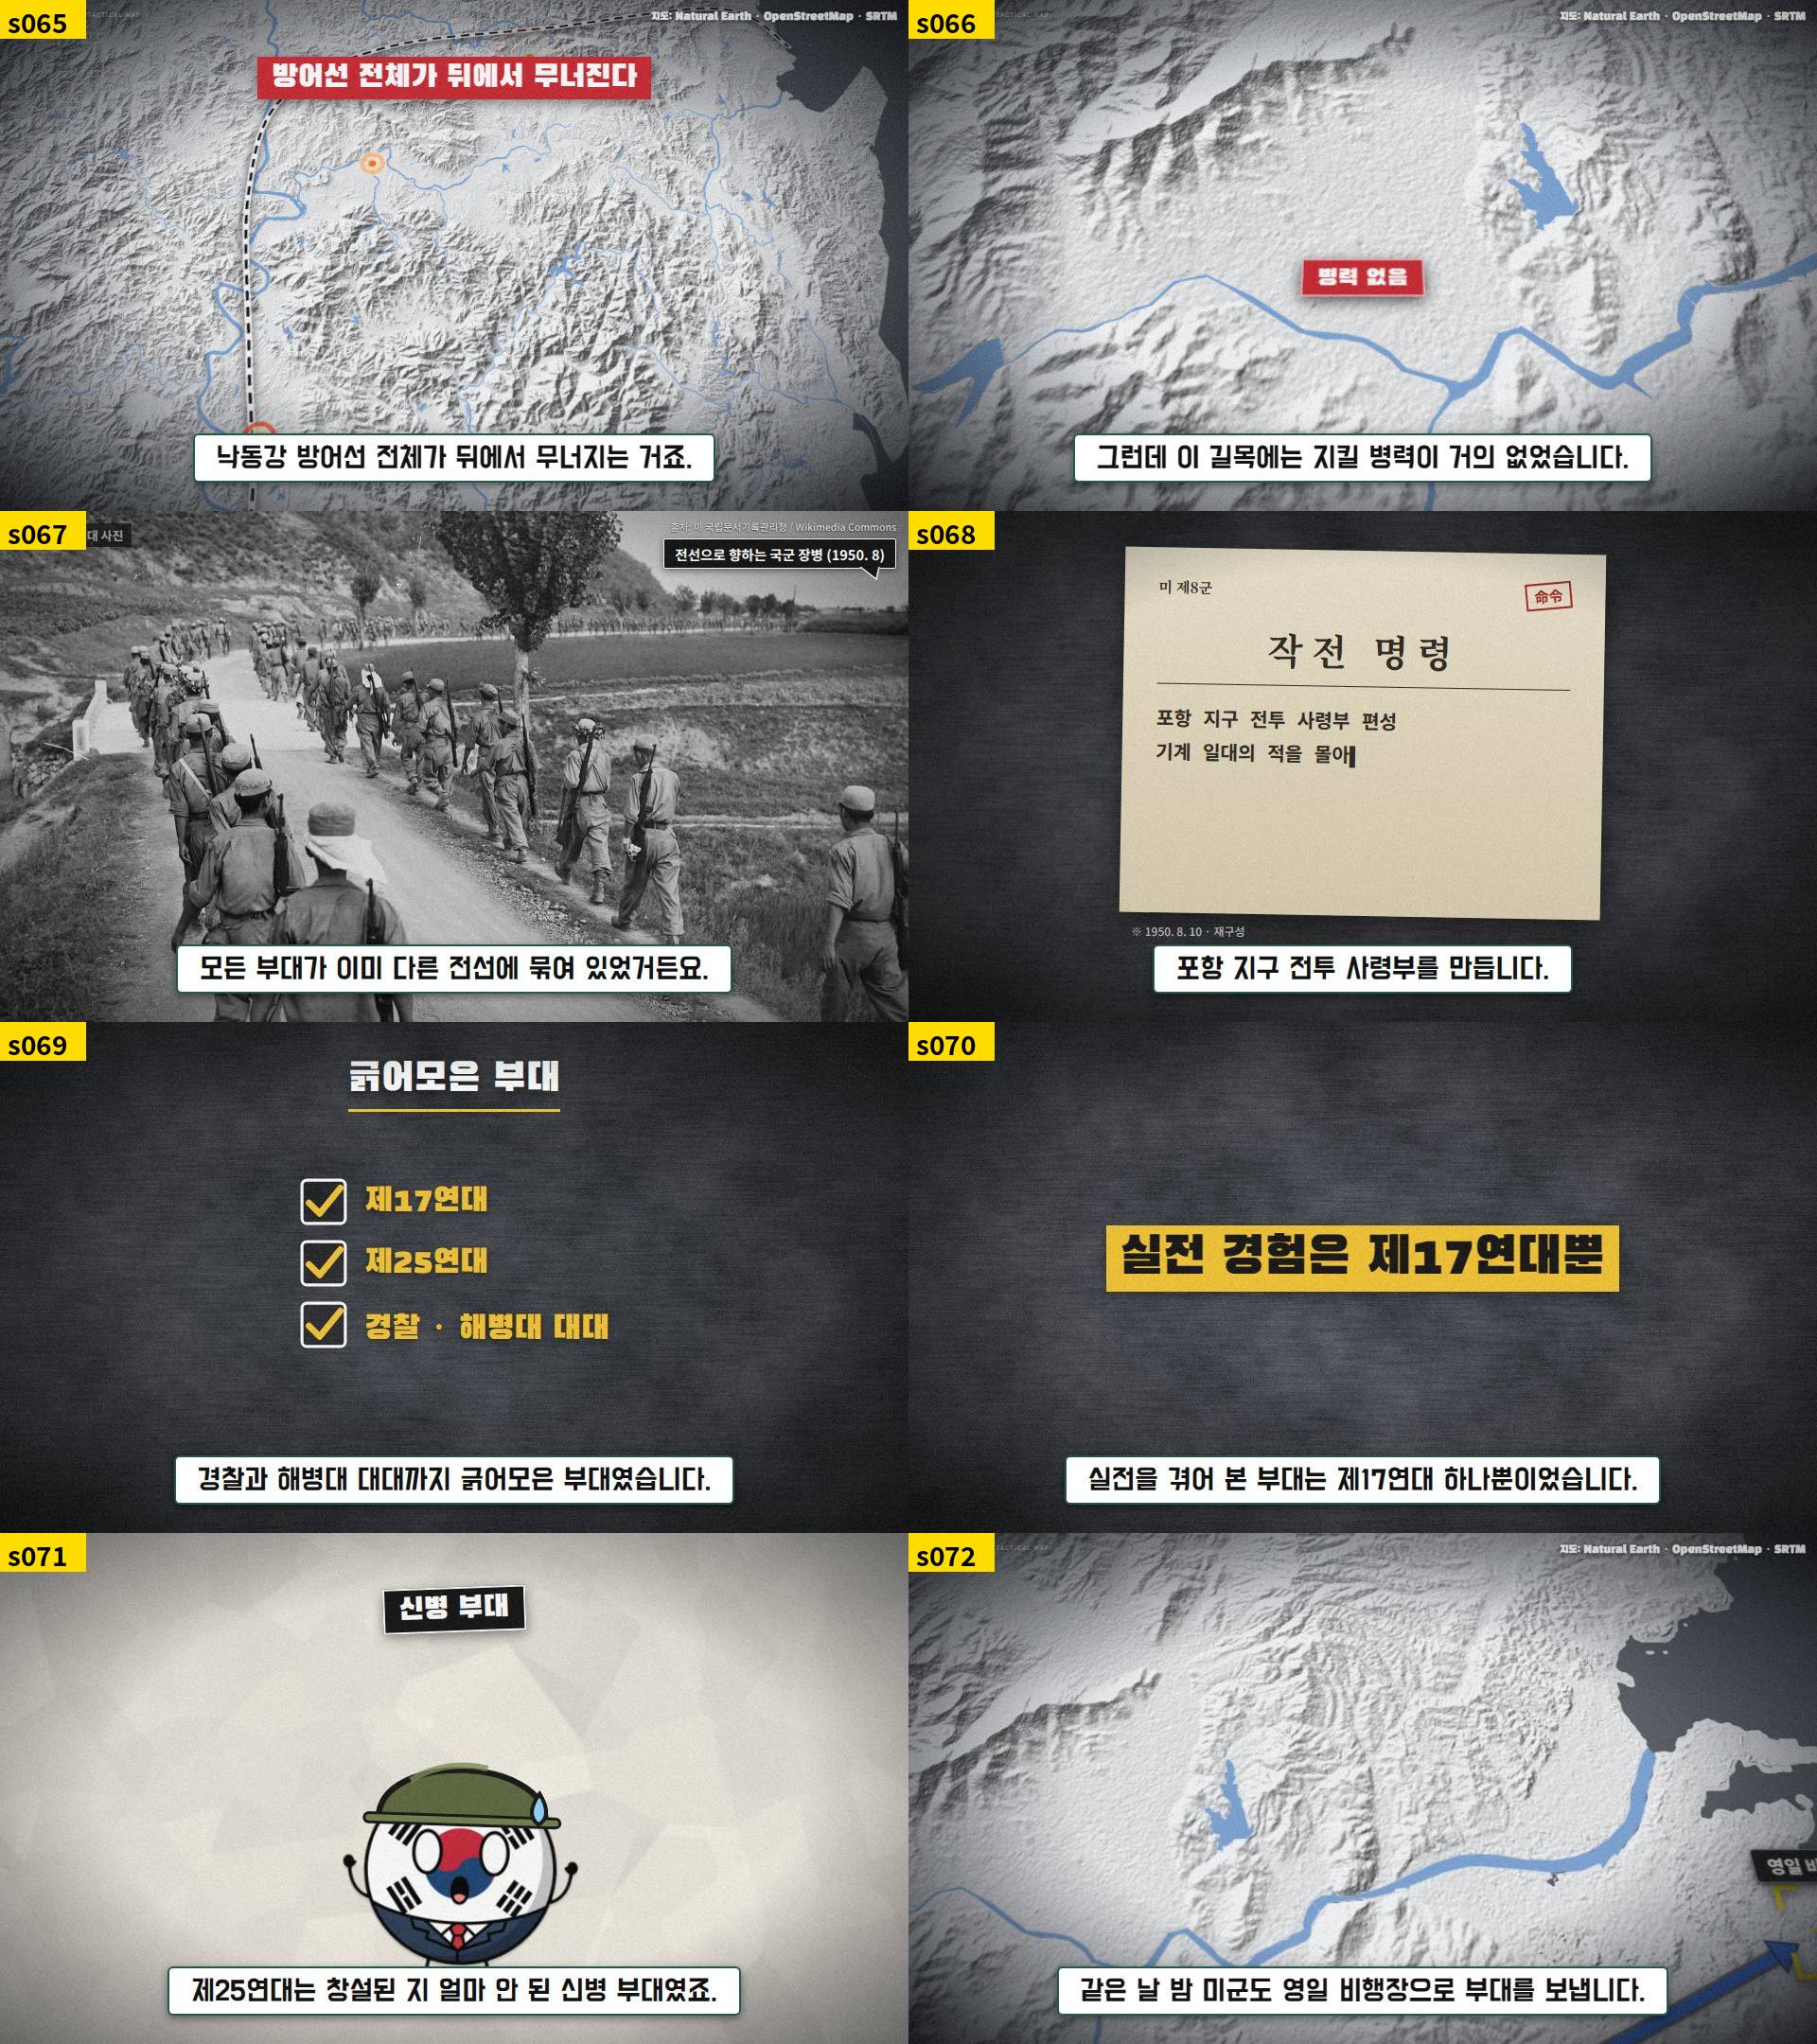 s065
TACTICAL MAP
지도: Natural Earth · OpenStreetMap · SRTM
방어선 전체가 뒤에서 무너진다
낙동강 방어선 전체가 뒤에서 무너지는 거죠.
s066
TACTICAL MAP
지도: Natural Earth · OpenStreetMap · SRTM
병력 없음
그런데 이 길목에는 지킬 병력이 거의 없었습니다.
s067
대 사진
출처: 미 국립문서기록관리청 / Wikimedia Commons
전선으로 향하는 국군 장병 (1950. 8)
모든 부대가 이미 다른 전선에 묶여 있었거든요.
s068
미 제8군
命令
작전 명령
포항 지구 전투 사령부 편성
기계 일대의 적을 몰아
※ 1950. 8. 10 · 재구성
포항 지구 전투 사령부를 만듭니다.
s069
긁어모은 부대
제17연대
제25연대
경찰 · 해병대 대대
경찰과 해병대 대대까지 긁어모은 부대였습니다.
s070
실전 경험은 제17연대뿐
실전을 겪어 본 부대는 제17연대 하나뿐이었습니다.
s071
신병 부대
제25연대는 창설된 지 얼마 안 된 신병 부대였죠.
s072
TACTICAL MAP
지도: Natural Earth · OpenStreetMap · SRTM
영일
같은 날 밤 미군도 영일 비행장으로 부대를 보냅니다.